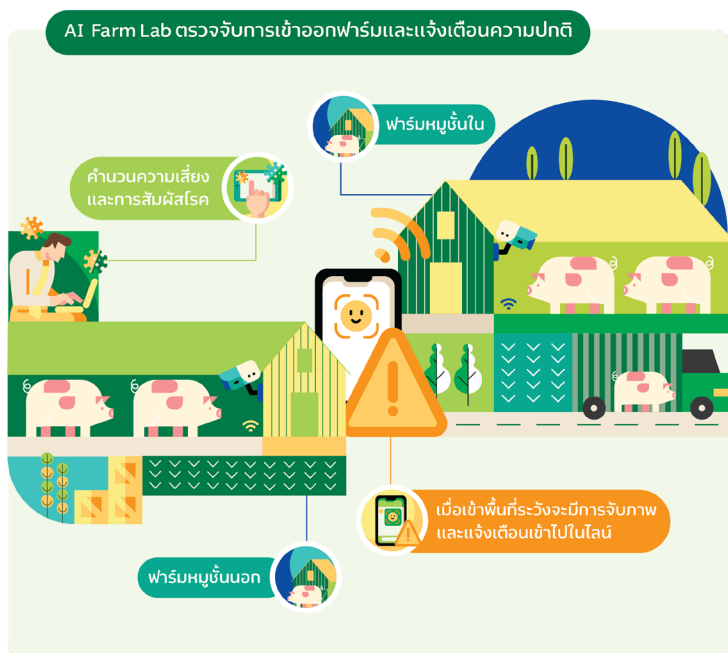 AI Farm Lab ตรวจจับการเข้าออกฟาร์มและแจ้งเตือนความปกติ
ฟาร์มหมูชั้นใน
คำนวนความเสี่ยง
และการสัมผัสโรค
เมื่อเข้าพื้นที่ระวังจะมีการจับภาพ
และแจ้งเตือนเข้าไปในไลน์
ฟาร์มหมูชั้นนอก